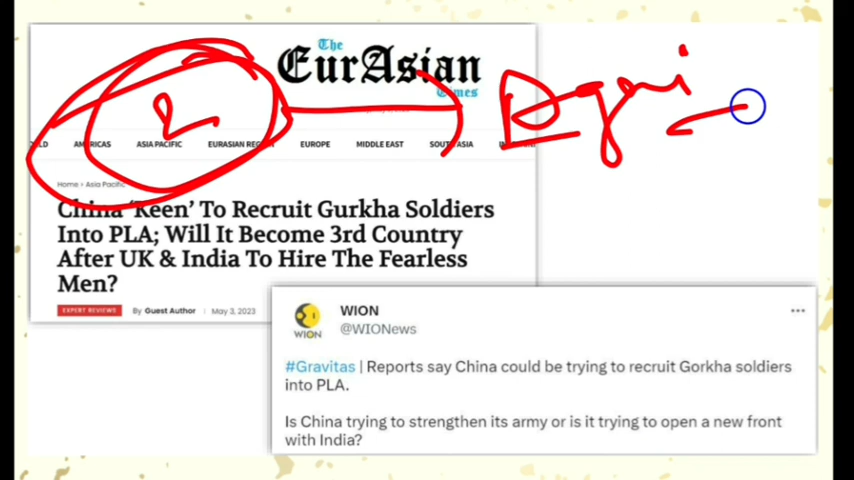 The
EurAsian
Times
AMERICAS ASIA PACIFIC EURASIAN REGION EUROPE MIDDLE EAST SOUTH ASIA
2
Home > Asia Pacific
China 'Keen' To Recruit Gurkha Soldiers
Into PLA; Will It Become 3rd Country
After UK & India To Hire The Fearless
Men?
EXPERT REVIEWS By Guest Author | May 3, 2023
WION
@WIONews
WION
#Gravitas | Reports say China could be trying to recruit Gorkha soldiers
into PLA.
Is China trying to strengthen its army or is it trying to open a new front
with India?